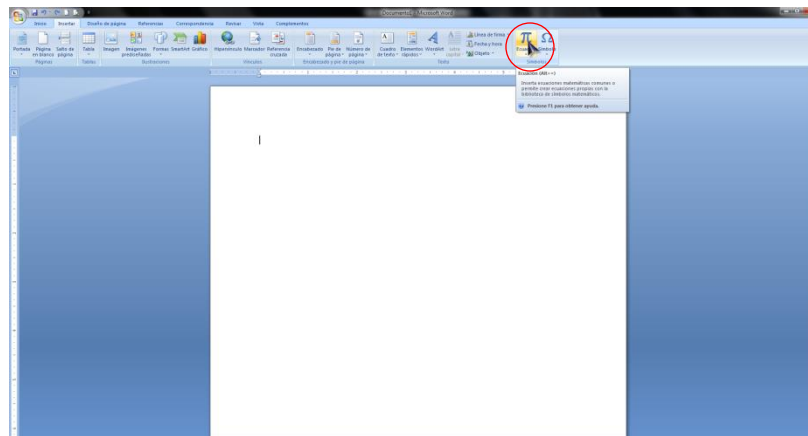 Documento1 - Microsoft Word
Inicio Insertar Diseño de página Referencias Correspondencia Revisar Vista Complementos
Portada Página en blanco Salto de página
Tabla
Imagen Imágenes prediseñadas Formas SmartArt Gráfico
Hipervínculo Marcador Referencia cruzada
Encabezado Pie de página Número de página
Cuadro de texto Elementos rápidos WordArt Letra capital
Línea de firma
Fecha y hora
Objeto
Ecuación Símbolo
Páginas Tablas Ilustraciones Vínculos Encabezado y pie de página Texto Símbolos
Ecuación (Alt+=)
Inserta ecuaciones matemáticas comunes o
permite crear ecuaciones propias con la
biblioteca de símbolos matemáticos.
Presione F1 para obtener ayuda.